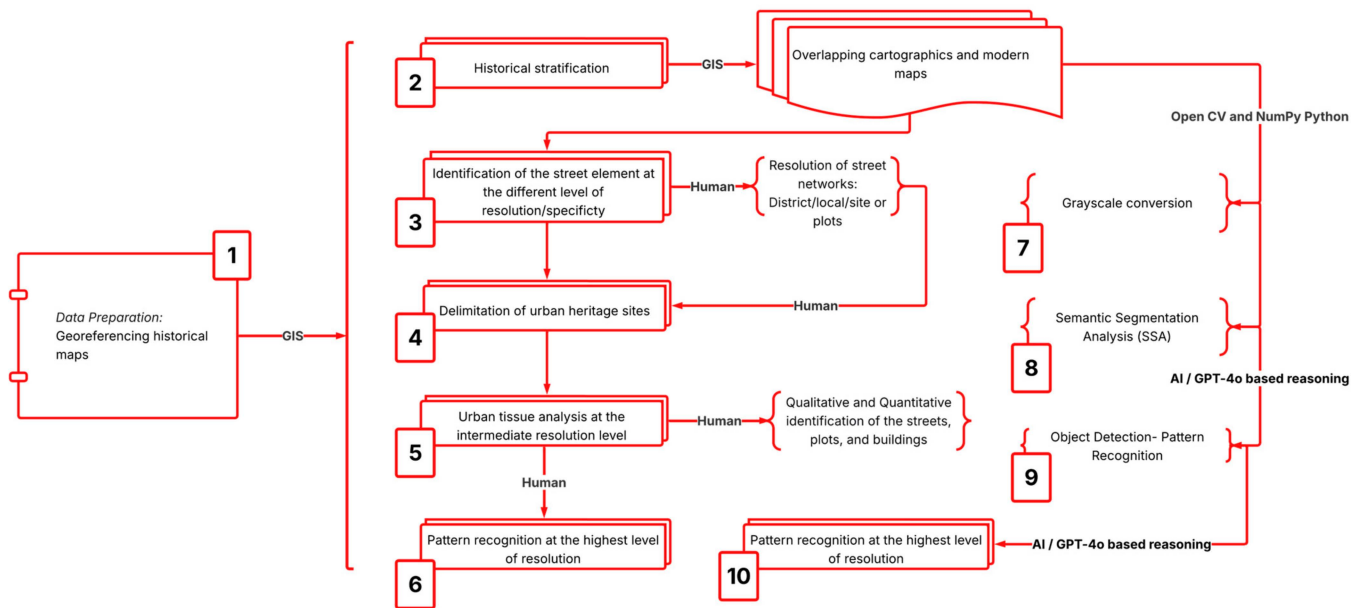 1
Data Preparation:
Georeferencing historical
maps
GIS
2
Historical stratification
GIS
Overlapping cartographics and modern
maps
Open CV and NumPy Python
3
Identification of the street element at
the different level of
resolution/specificty
Human
Resolution of street
networks:
District/local/site or
plots
7
Grayscale conversion
4
Delimitation of urban heritage sites
Human
8
Semantic Segmentation
Analysis (SSA)
AI / GPT-4o based reasoning
5
Urban tissue analysis at the
intermediate resolution level
Human
Qualitative and Quantitative
identification of the streets,
plots, and buildings
9
Object Detection- Pattern
Recognition
Human
6
Pattern recognition at the highest level
of resolution
10
Pattern recognition at the highest level
of resolution
AI / GPT-4o based reasoning